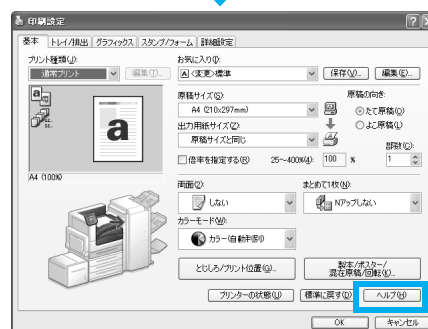 印刷設定
基本 トレイ/排出 グラフィックス スタンプ/フォーム 詳細設定
プリント種類(J): お気に入り(I):
通常プリント 編集(T)... A <変更>標準 保存(V)... 編集(E)...
原稿サイズ(S): 原稿の向き:
A4 (210x297mm) たて原稿(O)
出力用紙サイズ(Z): よこ原稿(L)
原稿サイズと同じ 部数(C):
倍率を指定する(R) 25~400%(4): 100 % 1
A4 (100%)
両面(2): まとめて1枚(N):
しない Nアップしない
カラーモード(W):
カラー(自動判別)
とじしろ/プリント位置(G)... 製本/ポスター/
混在原稿/回転(K)...
プリンターの状態(U) 標準に戻す(D) ヘルプ(H)
OK キャンセル